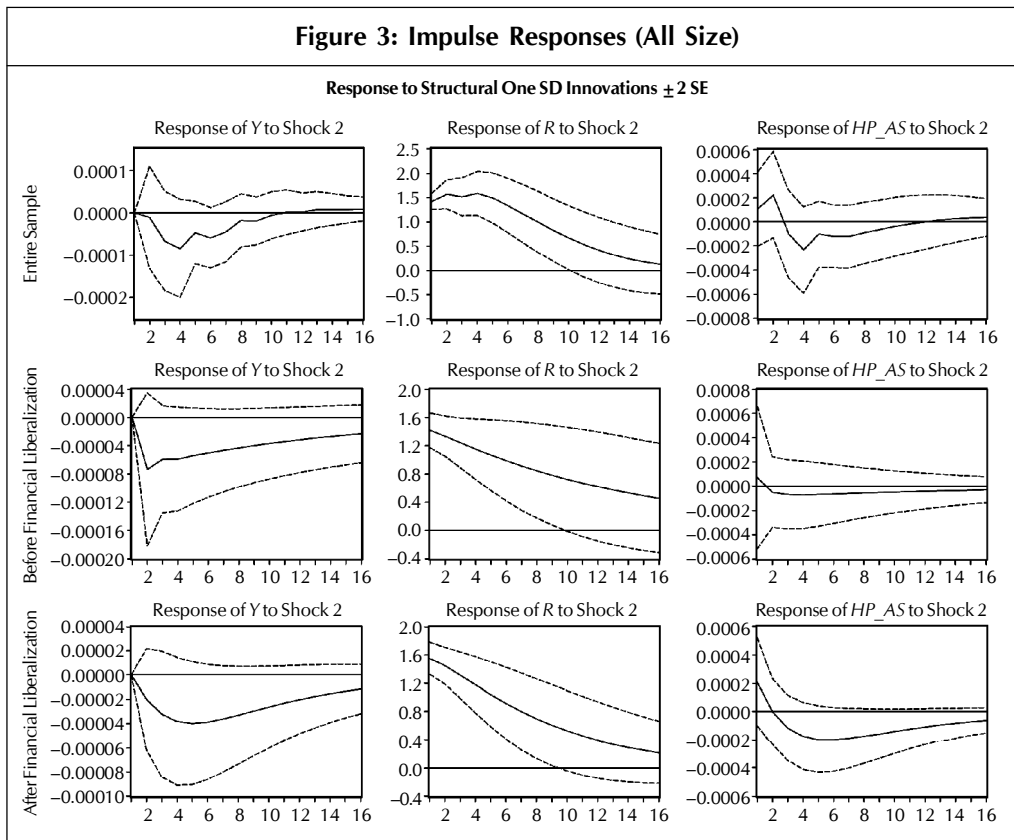 Figure 3: Impulse Responses (All Size)
Response to Structural One SD Innovations ±2 SE
Entire Sample
Response of Y to Shock 2
0.0001
0.0000
−0.0001
−0.0002
2 4 6 8 10 12 14 16
Response of R to Shock 2
2.5
2.0
1.5
1.0
0.5
0.0
−0.5
−1.0
2 4 6 8 10 12 14 16
Response of HP_AS to Shock 2
0.0006
0.0004
0.0002
0.0000
−0.0002
−0.0004
−0.0006
−0.0008
2 4 6 8 10 12 14 16
Before Financial Liberalization
Response of Y to Shock 2
0.00004
0.00000
−0.00004
−0.00008
−0.00012
−0.00016
−0.00020
2 4 6 8 10 12 14 16
Response of R to Shock 2
2.0
1.6
1.2
0.8
0.4
0.0
−0.4
2 4 6 8 10 12 14 16
Response of HP_AS to Shock 2
0.0008
0.0006
0.0004
0.0002
0.0000
−0.0002
−0.0004
−0.0006
2 4 6 8 10 12 14 16
After Financial Liberalization
Response of Y to Shock 2
0.00004
0.00002
0.00000
−0.00002
−0.00004
−0.00006
−0.00008
−0.00010
2 4 6 8 10 12 14 16
Response of R to Shock 2
2.0
1.6
1.2
0.8
0.4
0.0
−0.4
2 4 6 8 10 12 14 16
Response of HP_AS to Shock 2
0.0006
0.0004
0.0002
0.0000
−0.0002
−0.0004
−0.0006
2 4 6 8 10 12 14 16